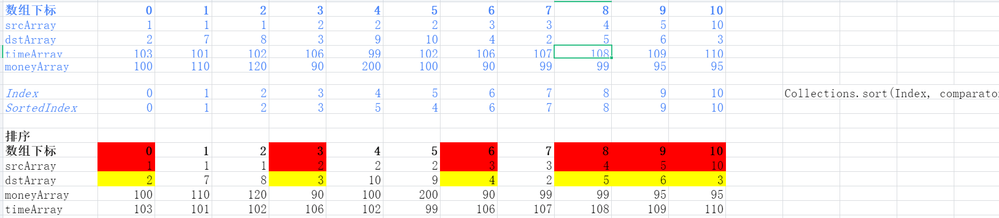 数组下标 0 1 2 3 4 5 6 7 8 9 10
srcArray 1 1 1 2 2 2 3 3 4 5 10
dstArray 2 7 8 3 9 10 4 2 5 6 3
timeArray 103 101 102 106 99 102 106 107 108 109 110
moneyArray 100 110 120 90 200 100 90 99 99 95 95
Index 0 1 2 3 4 5 6 7 8 9 10 Collections.sort(Index, comparator
SortedIndex 0 1 2 3 5 4 6 7 8 9 10
排序
数组下标 0 1 2 3 4 5 6 7 8 9 10
srcArray 1 1 1 2 2 2 3 3 4 5 10
dstArray 2 7 8 3 10 9 4 2 5 6 3
moneyArray 100 110 120 90 100 200 90 99 99 95 95
timeArray 103 101 102 106 102 99 106 107 108 109 110